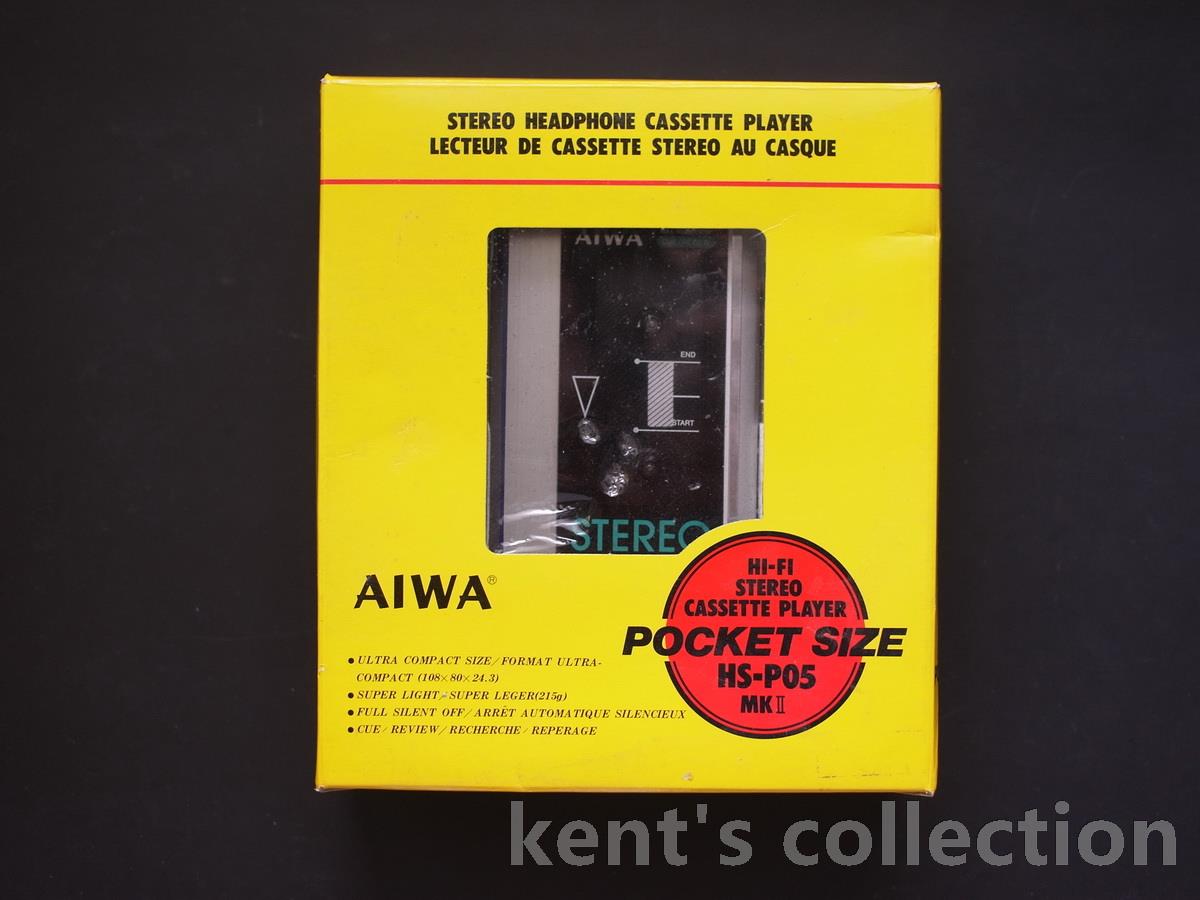 STEREO HEADPHONE CASSETTE PLAYER
LECTEUR DE CASSETTE STEREO AU CASQUE
AIWA
END
START
STEREO
AIWA®
HI-FI
STEREO
CASSETTE PLAYER
POCKET SIZE
HS-P05
MK II
● ULTRA COMPACT SIZE/FORMAT ULTRA-
COMPACT (108×80×24.3)
● SUPER LIGHT/SUPER LEGER(215g)
● FULL SILENT OFF/ARRÊT AUTOMATIQUE SILENCIEUX
● CUE/REVIEW/RECHERCHE/REPERAGE
kent's collection